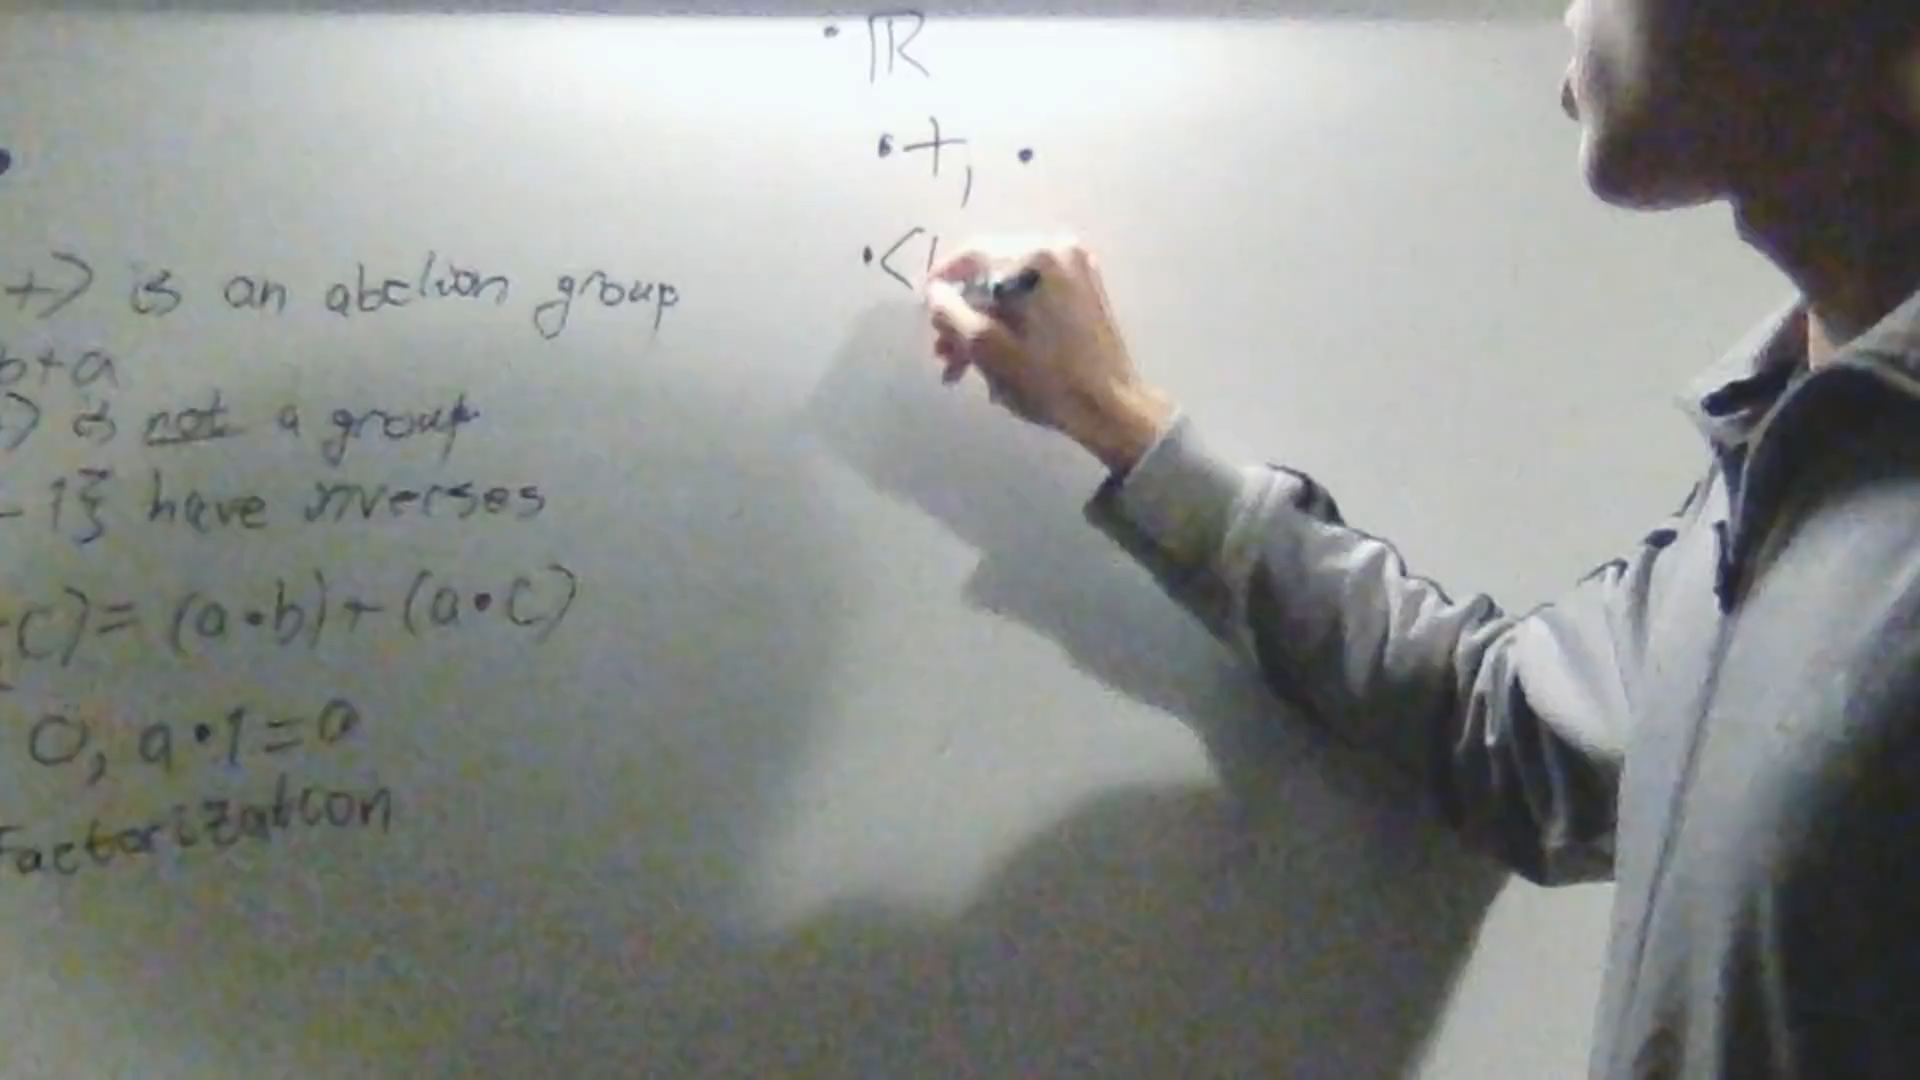 • ℝ
• +, •
• <
•
+> is an abelian group
b+a
•> is not a group
- 1} have inverses
+c) = (a•b)+(a•c)
0, a•1=a
Factorization